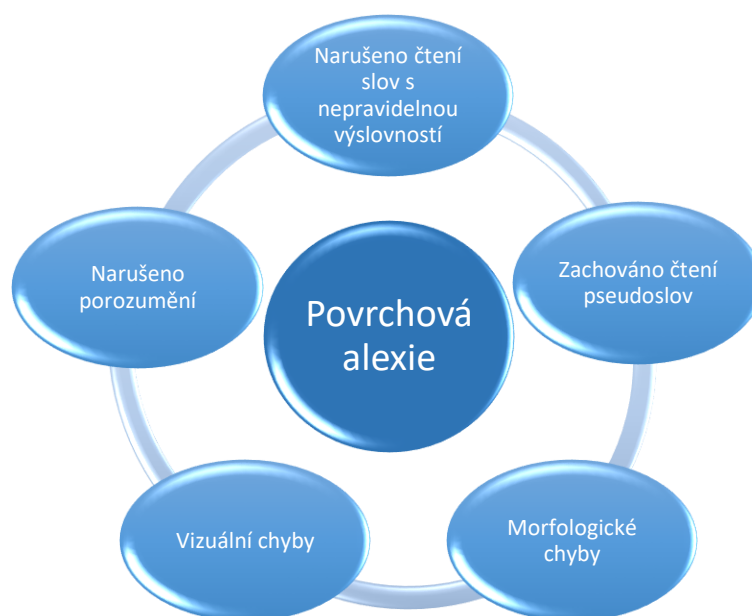 Narušeno čtení
slov s
nepravidelnou
výslovností
Zachováno čtení
pseudoslov
Morfologické
chyby
Vizuální chyby
Narušeno
porozumění
Povrchová
alexie